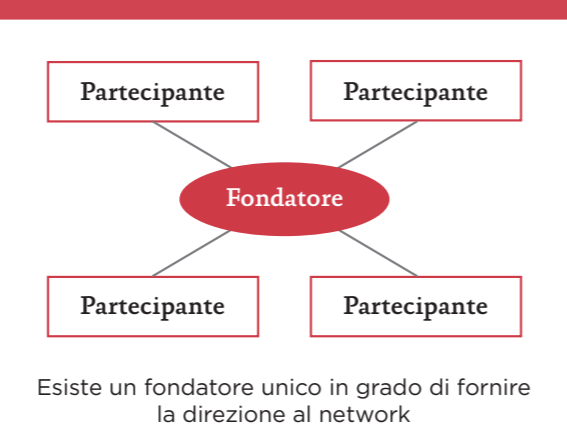 Partecipante
Partecipante
Fondatore
Partecipante
Partecipante
Esiste un fondatore unico in grado di fornire
la direzione al network